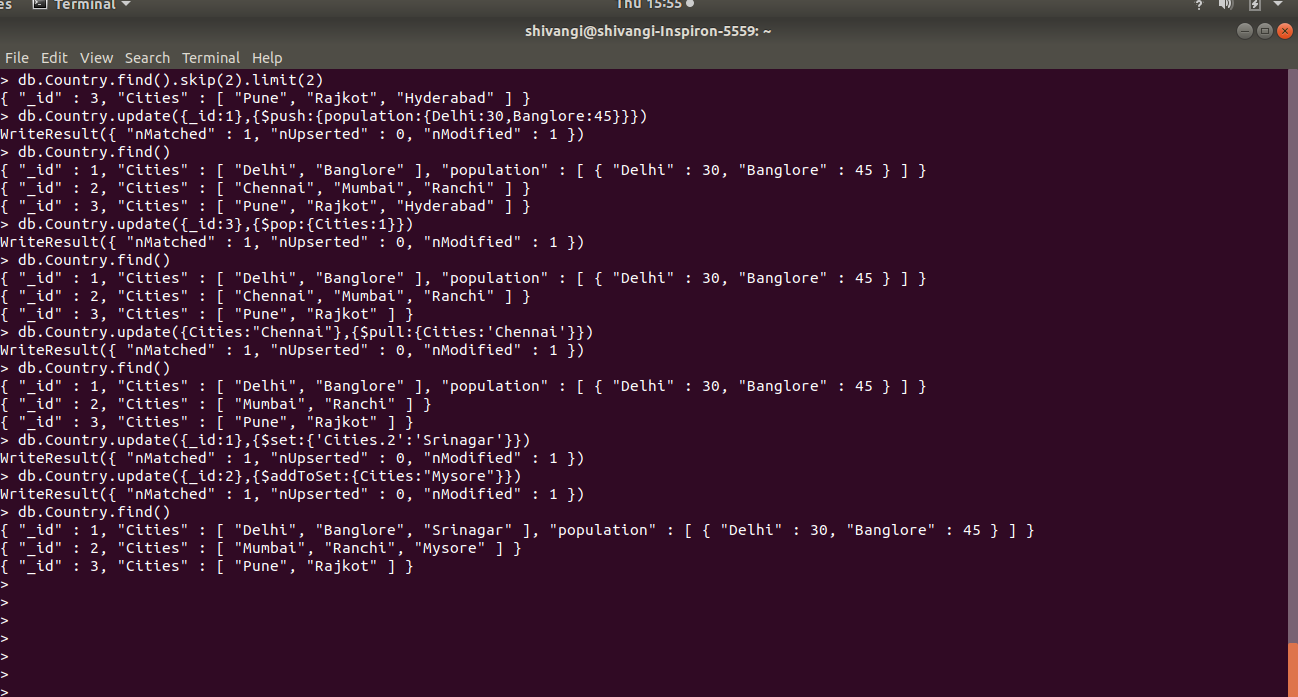 es Terminal Thu 15:55 ?
shivangi@shivangi-Inspiron-5559: ~
File Edit View Search Terminal Help
> db.Country.find().skip(2).limit(2)
{ "_id" : 3, "Cities" : [ "Pune", "Rajkot", "Hyderabad" ] }
> db.Country.update({_id:1},{$push:{population:{Delhi:30,Banglore:45}}})
WriteResult({ "nMatched" : 1, "nUpserted" : 0, "nModified" : 1 })
> db.Country.find()
{ "_id" : 1, "Cities" : [ "Delhi", "Banglore" ], "population" : [ { "Delhi" : 30, "Banglore" : 45 } ] }
{ "_id" : 2, "Cities" : [ "Chennai", "Mumbai", "Ranchi" ] }
{ "_id" : 3, "Cities" : [ "Pune", "Rajkot", "Hyderabad" ] }
> db.Country.update({_id:3},{$pop:{Cities:1}})
WriteResult({ "nMatched" : 1, "nUpserted" : 0, "nModified" : 1 })
> db.Country.find()
{ "_id" : 1, "Cities" : [ "Delhi", "Banglore" ], "population" : [ { "Delhi" : 30, "Banglore" : 45 } ] }
{ "_id" : 2, "Cities" : [ "Chennai", "Mumbai", "Ranchi" ] }
{ "_id" : 3, "Cities" : [ "Pune", "Rajkot" ] }
> db.Country.update({Cities:"Chennai"},{$pull:{Cities:'Chennai'}})
WriteResult({ "nMatched" : 1, "nUpserted" : 0, "nModified" : 1 })
> db.Country.find()
{ "_id" : 1, "Cities" : [ "Delhi", "Banglore" ], "population" : [ { "Delhi" : 30, "Banglore" : 45 } ] }
{ "_id" : 2, "Cities" : [ "Mumbai", "Ranchi" ] }
{ "_id" : 3, "Cities" : [ "Pune", "Rajkot" ] }
> db.Country.update({_id:1},{$set:{'Cities.2':'Srinagar'}})
WriteResult({ "nMatched" : 1, "nUpserted" : 0, "nModified" : 1 })
> db.Country.update({_id:2},{$addToSet:{Cities:"Mysore"}})
WriteResult({ "nMatched" : 1, "nUpserted" : 0, "nModified" : 1 })
> db.Country.find()
{ "_id" : 1, "Cities" : [ "Delhi", "Banglore", "Srinagar" ], "population" : [ { "Delhi" : 30, "Banglore" : 45 } ] }
{ "_id" : 2, "Cities" : [ "Mumbai", "Ranchi", "Mysore" ] }
{ "_id" : 3, "Cities" : [ "Pune", "Rajkot" ] }
>
>
>
>
>
>
>